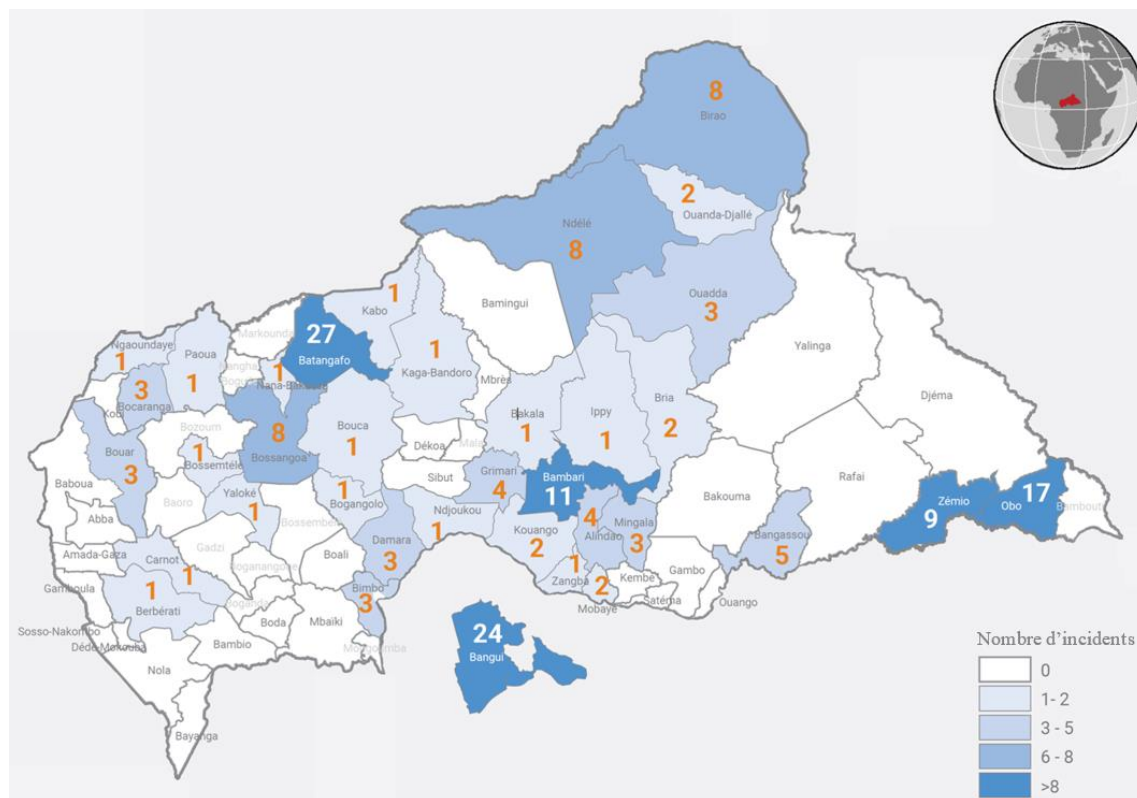 8
Birao
2
Ouanda-Djallé
Ndélé
8
Ouadda
3
1
Kabo
Bamingui
Markounda
27
Batangafo
Yalinga
Ngaoundaye
1
Paoua
1
Nana-Bakassa
1
Kaga-Bandoro
Mbrès
Djéma
3
Bocaranga
1
Ippy
1
Bria
2
Bakala
1
Bozoum
8
Bossangoa
Bouca
1
Dékoa
Mala
Bouar
3
1
Bossemtélé
Sibut
Grimari
4
Bambari
11
Rafai
Zémio
9
17
Obo
Bambouti
Baboua
Baoro
Yaloké
1
1
Bogangolo
Ndjoukou
1
Bakouma
Abba
Bossembélé
Kouango
2
4
Alindao
Mingala
3
Bangassou
5
Gadzi
Damara
3
Boali
Amada-Gaza
Carnot
1
Boganangone
1
Zangba
2
Kembé
Gambo
Gamboula
1
Berbérati
Bimbo
3
Mobaye
Satéma
Ouango
Boganda
Boda
Mbaïki
Sosso-Nakombo
Dédé-Mokouba
Bambio
Mongoumba
24
Bangui
Nola
Bayanga
Nombre d’incidents
0
1- 2
3 - 5
6 - 8
>8